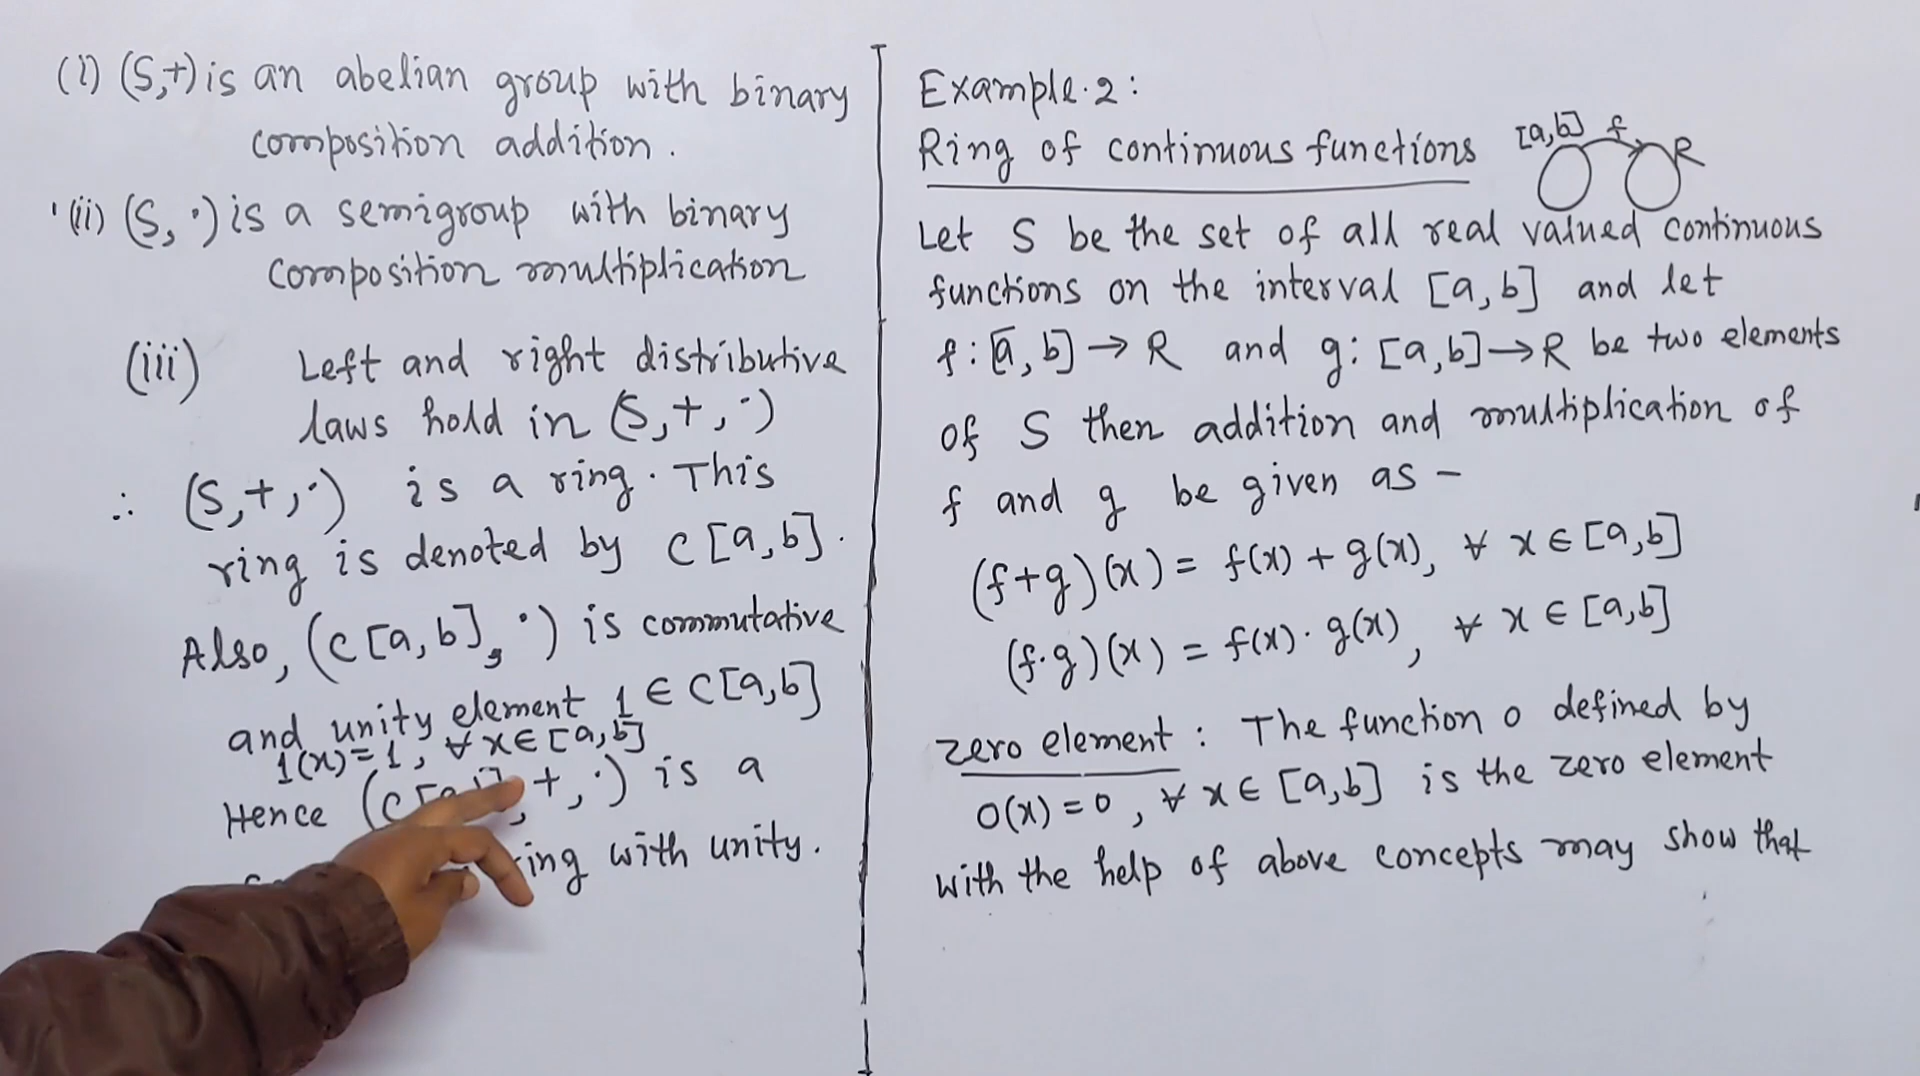 (i) (S,+) is an abelian group with binary
composition addition.
(ii) (S, ·) is a semigroup with binary
composition multiplication
(iii) Left and right distributive
laws hold in (S,+,·)
∴ (S,+,·) is a ring. This
ring is denoted by C[a,b].
Also, (C[a,b], ·) is commutative
and unity element 1 ∈ C[a,b]
1(x)=1, ∀ x∈[a,b]
Hence +, ·) is a
with unity.
Example.2:
Ring of continuous functions
[a,b] f R
Let S be the set of all real valued continuous
functions on the interval [a,b] and let
f:[a,b]→R and g:[a,b]→R be two elements
of S then addition and multiplication of
f and g be given as -
(f+g)(x) = f(x) + g(x), ∀ x ∈ [a,b]
(f·g)(x) = f(x)·g(x), ∀ x ∈ [a,b]
zero element : The function 0 defined by
0(x) = 0, ∀ x ∈ [a,b] is the zero element
with the help of above concepts may show that